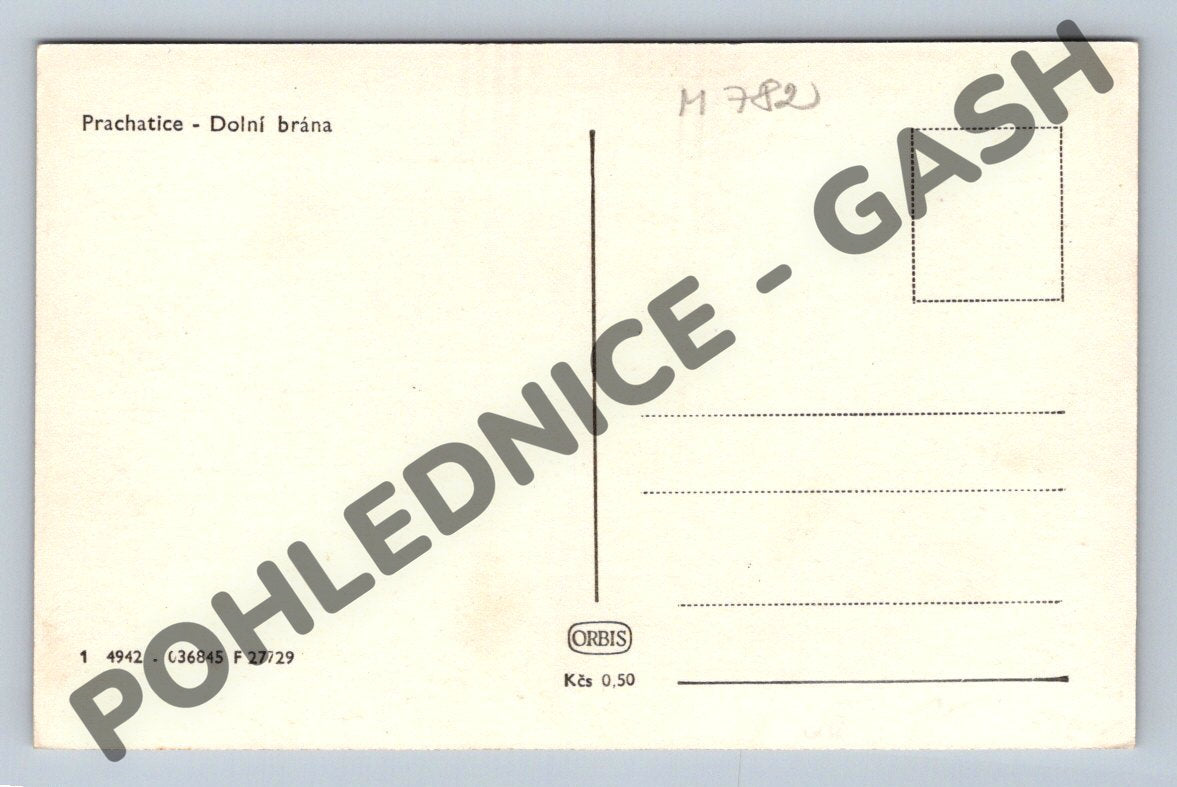 Prachatice - Dolní brána
M 782
POHLEDNICE - GASH
1 4942 - 036845 F 27729
ORBIS
Kčs 0,50